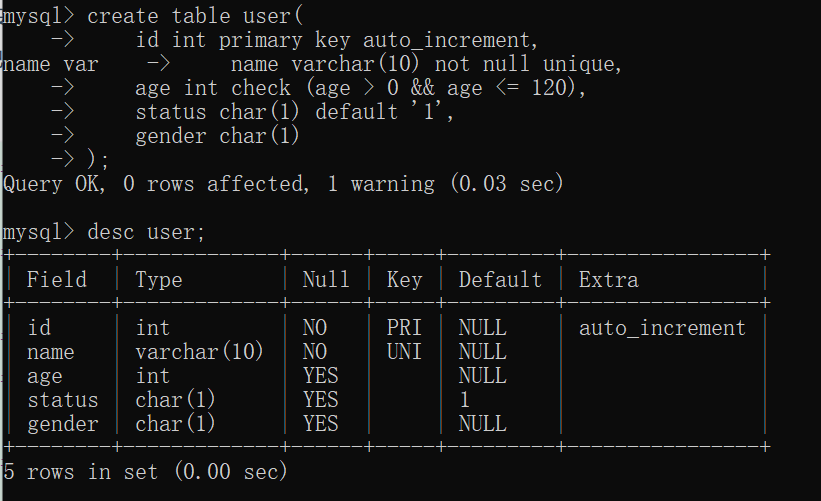 mysql> create table user(
    ->     id int primary key auto_increment,
name var    ->     name varchar(10) not null unique,
    ->     age int check (age > 0 && age <= 120),
    ->     status char(1) default '1',
    ->     gender char(1)
    -> );
Query OK, 0 rows affected, 1 warning (0.03 sec)

mysql> desc user;
+--------+-------------+------+-----+---------+----------------+
| Field  | Type        | Null | Key | Default | Extra          |
+--------+-------------+------+-----+---------+----------------+
| id     | int         | NO   | PRI | NULL    | auto_increment |
| name   | varchar(10) | NO   | UNI | NULL    |                |
| age    | int         | YES  |     | NULL    |                |
| status | char(1)     | YES  |     | 1       |                |
| gender | char(1)     | YES  |     | NULL    |                |
+--------+-------------+------+-----+---------+----------------+
5 rows in set (0.00 sec)